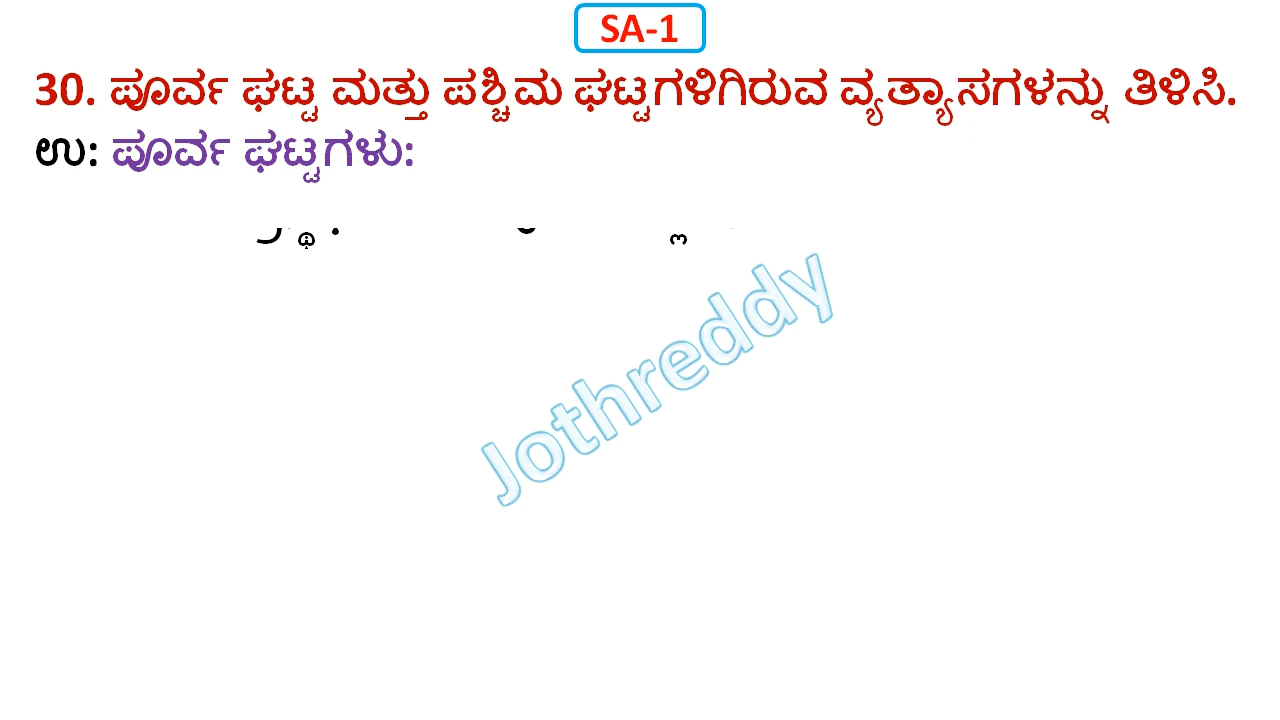 SA-1
30. ಪೂರ್ವ ಘಟ್ಟ ಮತ್ತು ಪಶ್ಚಿಮ ಘಟ್ಟಗಳಿಗಿರುವ ವ್ಯತ್ಯಾಸಗಳನ್ನು ತಿಳಿಸಿ.
ಉ: ಪೂರ್ವ ಘಟ್ಟಗಳು:
Jothreddy